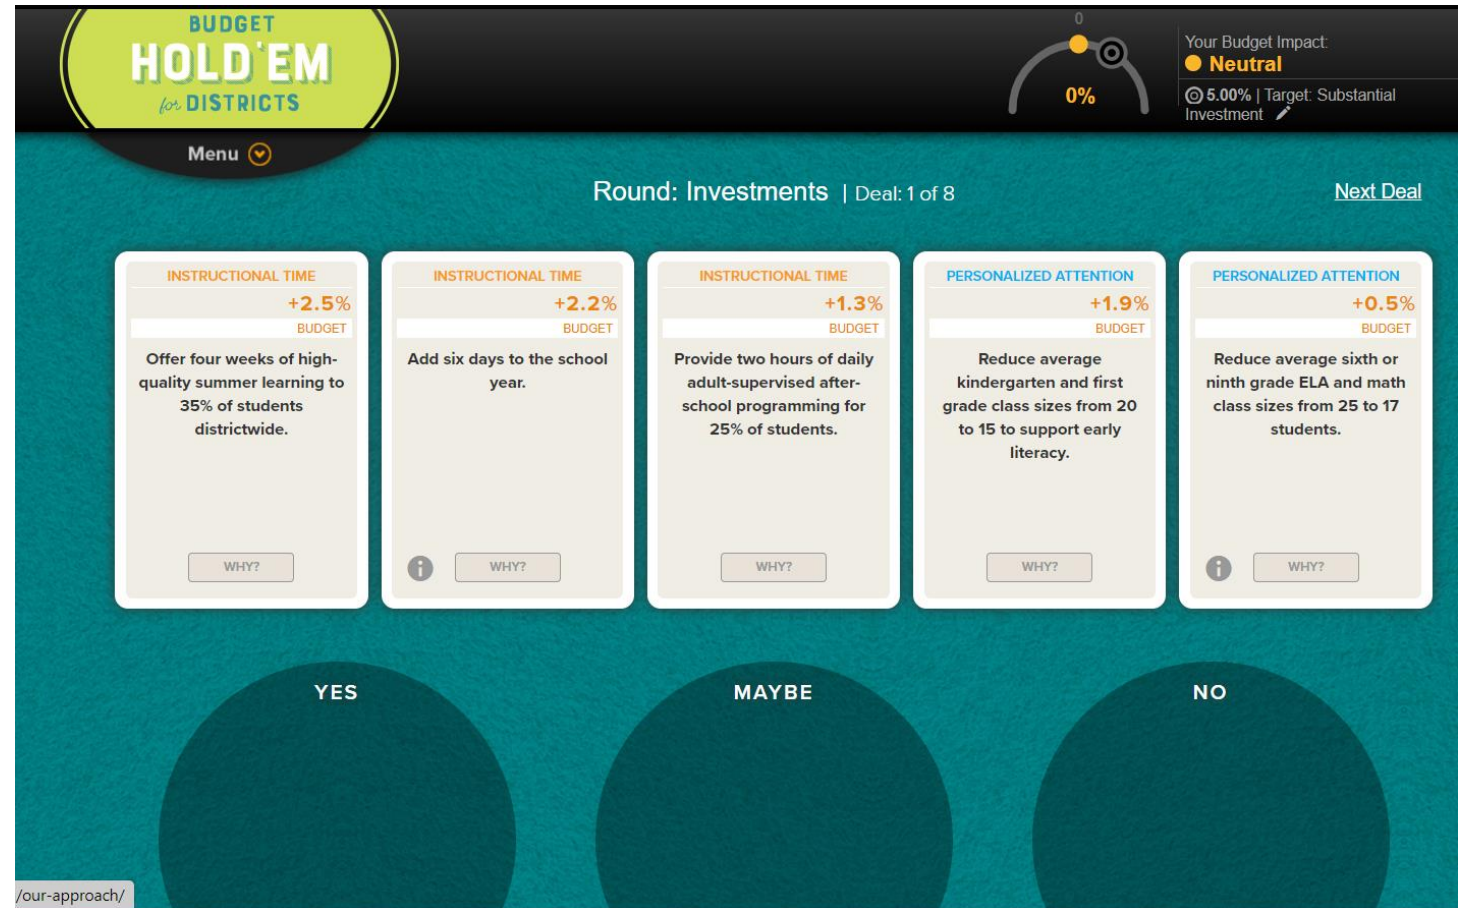 BUDGET
HOLD'EM
for DISTRICTS
Menu
0
0%
Your Budget Impact:
Neutral
5.00% | Target: Substantial
Investment
Round: Investments | Deal: 1 of 8
Next Deal
INSTRUCTIONAL TIME
+2.5%
BUDGET
Offer four weeks of high-
quality summer learning to
35% of students
districtwide.
WHY?
INSTRUCTIONAL TIME
+2.2%
BUDGET
Add six days to the school
year.
i
WHY?
INSTRUCTIONAL TIME
+1.3%
BUDGET
Provide two hours of daily
adult-supervised after-
school programming for
25% of students.
WHY?
PERSONALIZED ATTENTION
+1.9%
BUDGET
Reduce average
kindergarten and first
grade class sizes from 20
to 15 to support early
literacy.
WHY?
PERSONALIZED ATTENTION
+0.5%
BUDGET
Reduce average sixth or
ninth grade ELA and math
class sizes from 25 to 17
students.
i
WHY?
YES
MAYBE
NO
/our-approach/